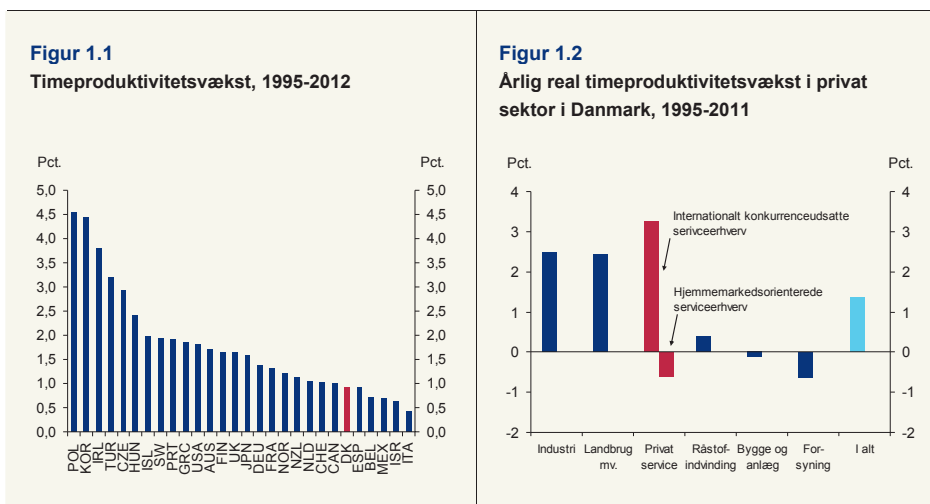 Figur 1.1
Timeproduktivitetsvækst, 1995-2012
Pct.
Pct.
5,0
4,5
4,0
3,5
3,0
2,5
2,0
1,5
1,0
0,5
0,0
5,0
4,5
4,0
3,5
3,0
2,5
2,0
1,5
1,0
0,5
0,0
POL
KOR
IRL
TUR
CZE
HUN
ISL
SW
PRT
GRC
USA
AUS
FIN
UK
JPN
DEU
FRA
NOR
NZL
NLD
CHE
CAN
DK
ESP
BEL
MEX
ISR
ITA
Figur 1.2
Årlig real timeproduktivitetsvækst i privat
sektor i Danmark, 1995-2011
Pct.
Pct.
4
3
2
1
0
-1
-2
4
3
2
1
0
-1
-2
Internationalt konkurrenceudsatte
serivceerhverv
Hjemmemarkedsorienterede
serviceerhverv
Industri
Landbrug
mv.
Privat
service
Råstof-
indvinding
Bygge og
anlæg
For-
syning
I alt